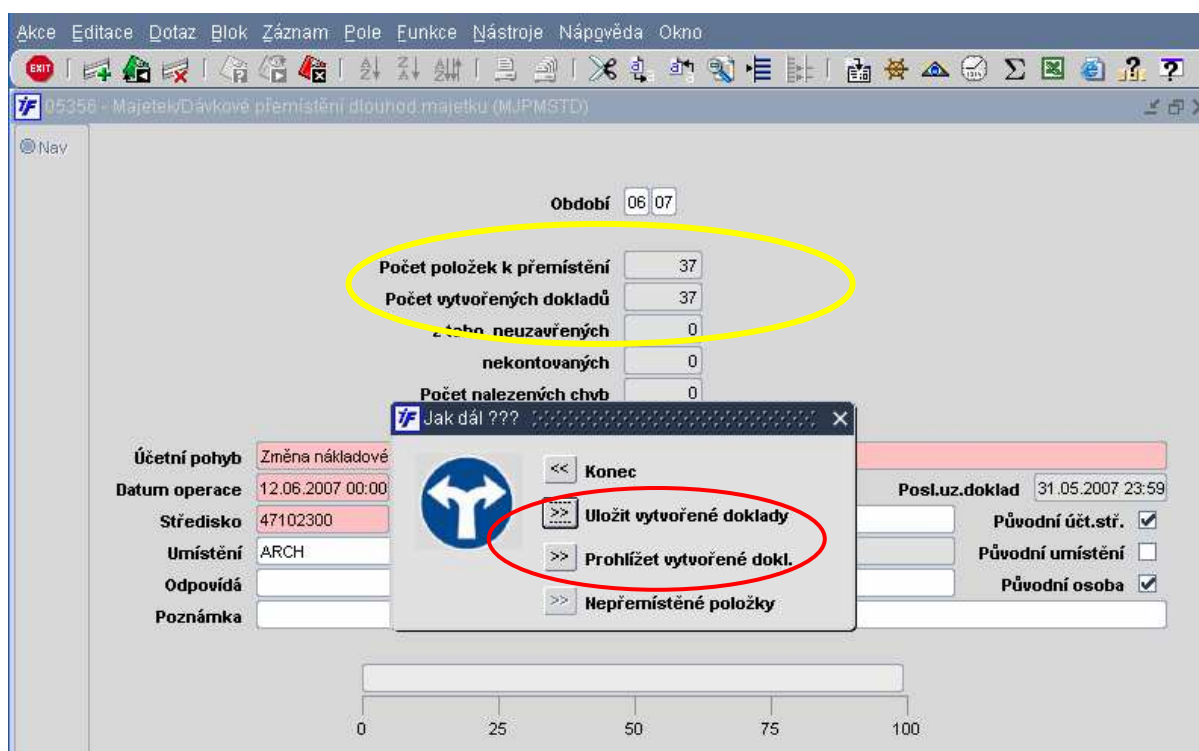 Akce Editace Dotaz Blok Záznam Pole Funkce Nástroje Nápověda Okno
EXIT
05356 - Majetek/Dávkové přemístění dlouhod majetku (MJPMSTD)
Nav
Období 06 07
Počet položek k přemístění 37
Počet vytvořených dokladů 37
z toho neuzavřených 0
nekontovaných 0
Počet nalezených chyb 0
Jak dál ???
<< Konec
>> Uložit vytvořené doklady
>> Prohlížet vytvořené dokl.
>> Nepřemístěné položky
Účetní pohyb Změna nákladové
Datum operace 12.06.2007 00:00 Posl.uz.doklad 31.05.2007 23:59
Středisko 47102300 Původní účt.stř.
Umístění ARCH Původní umístění
Odpovídá Původní osoba
Poznámka
0 25 50 75 100